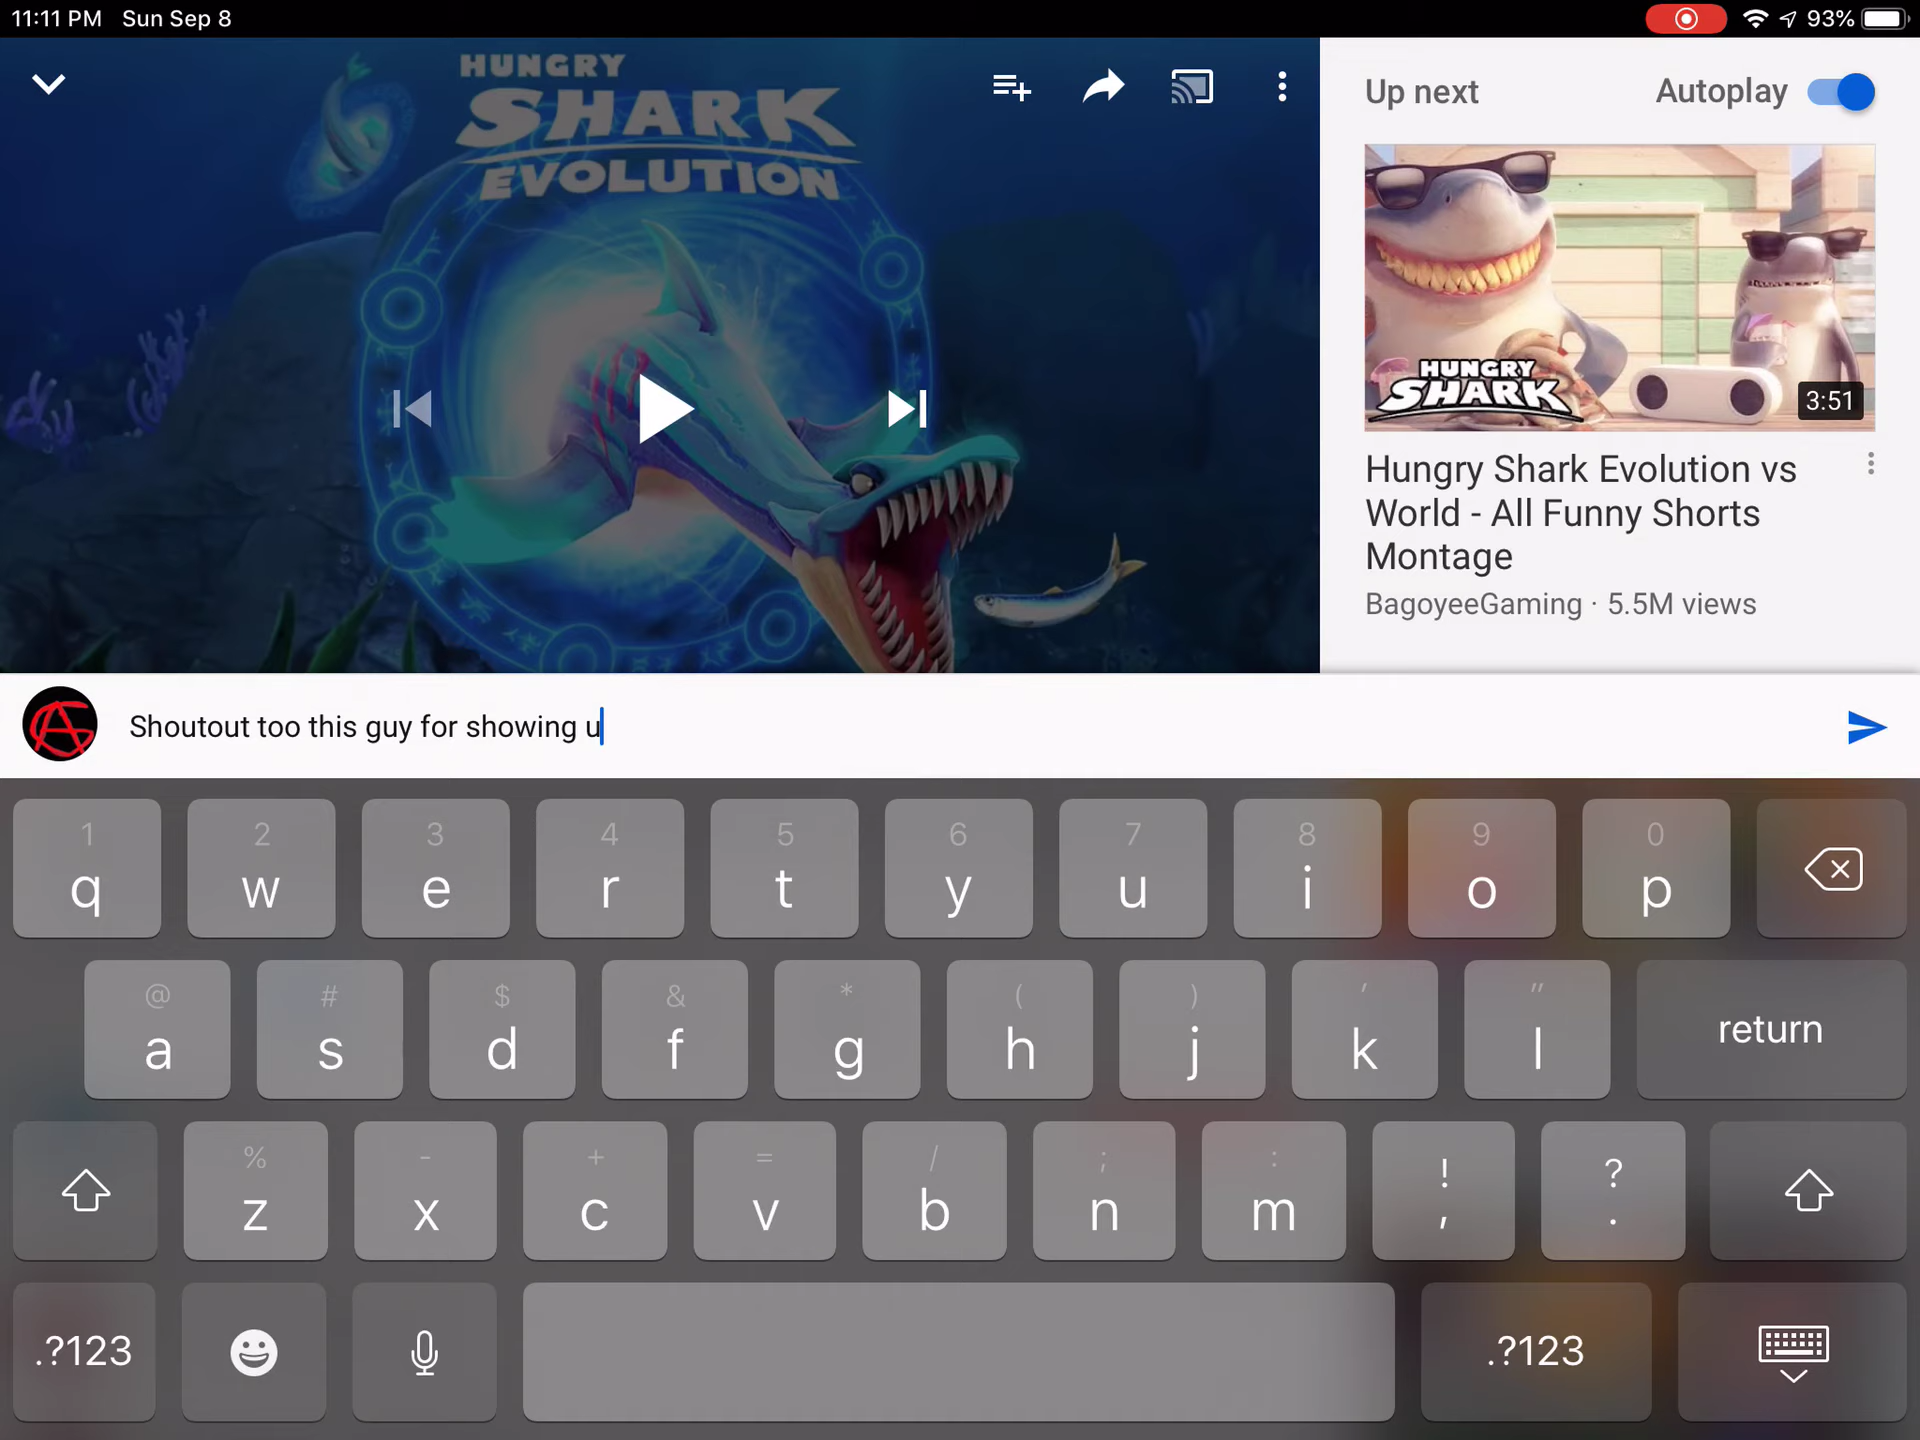 11:11 PM Sun Sep 8
93%
HUNGRY
SHARK
EVOLUTION
Up next
Autoplay
HUNGRY
SHARK
3:51
Hungry Shark Evolution vs
World - All Funny Shorts
Montage
BagoyeeGaming · 5.5M views
Shoutout too this guy for showing u
1 2 3 4 5 6 7 8 9 0
q w e r t y u i o p
@ # $ & * ( ) ' "
a s d f g h j k l return
% - + = / ; : ! ?
z x c v b n m , .
.?123 .?123